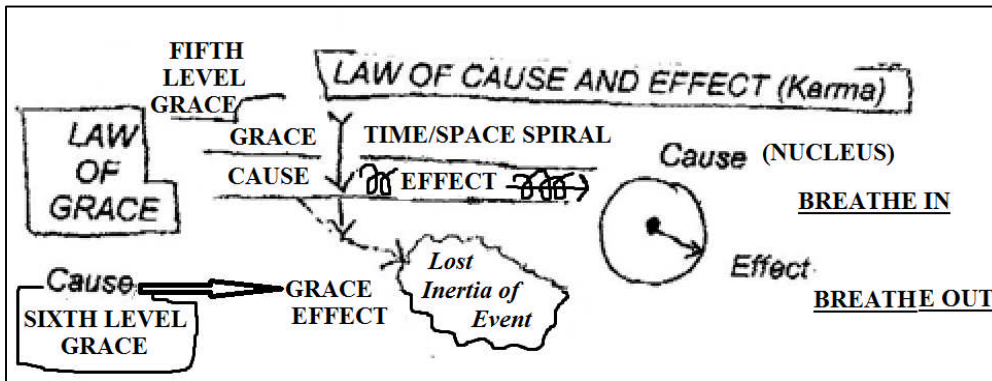 FIFTH
LEVEL
GRACE
LAW OF CAUSE AND EFFECT (Karma)
LAW
OF
GRACE
GRACE
TIME/SPACE SPIRAL
CAUSE
EFFECT
Cause (NUCLEUS)
BREATHE IN
Effect
BREATHE OUT
Lost
Inertia of
Event
Cause
GRACE
EFFECT
SIXTH LEVEL
GRACE